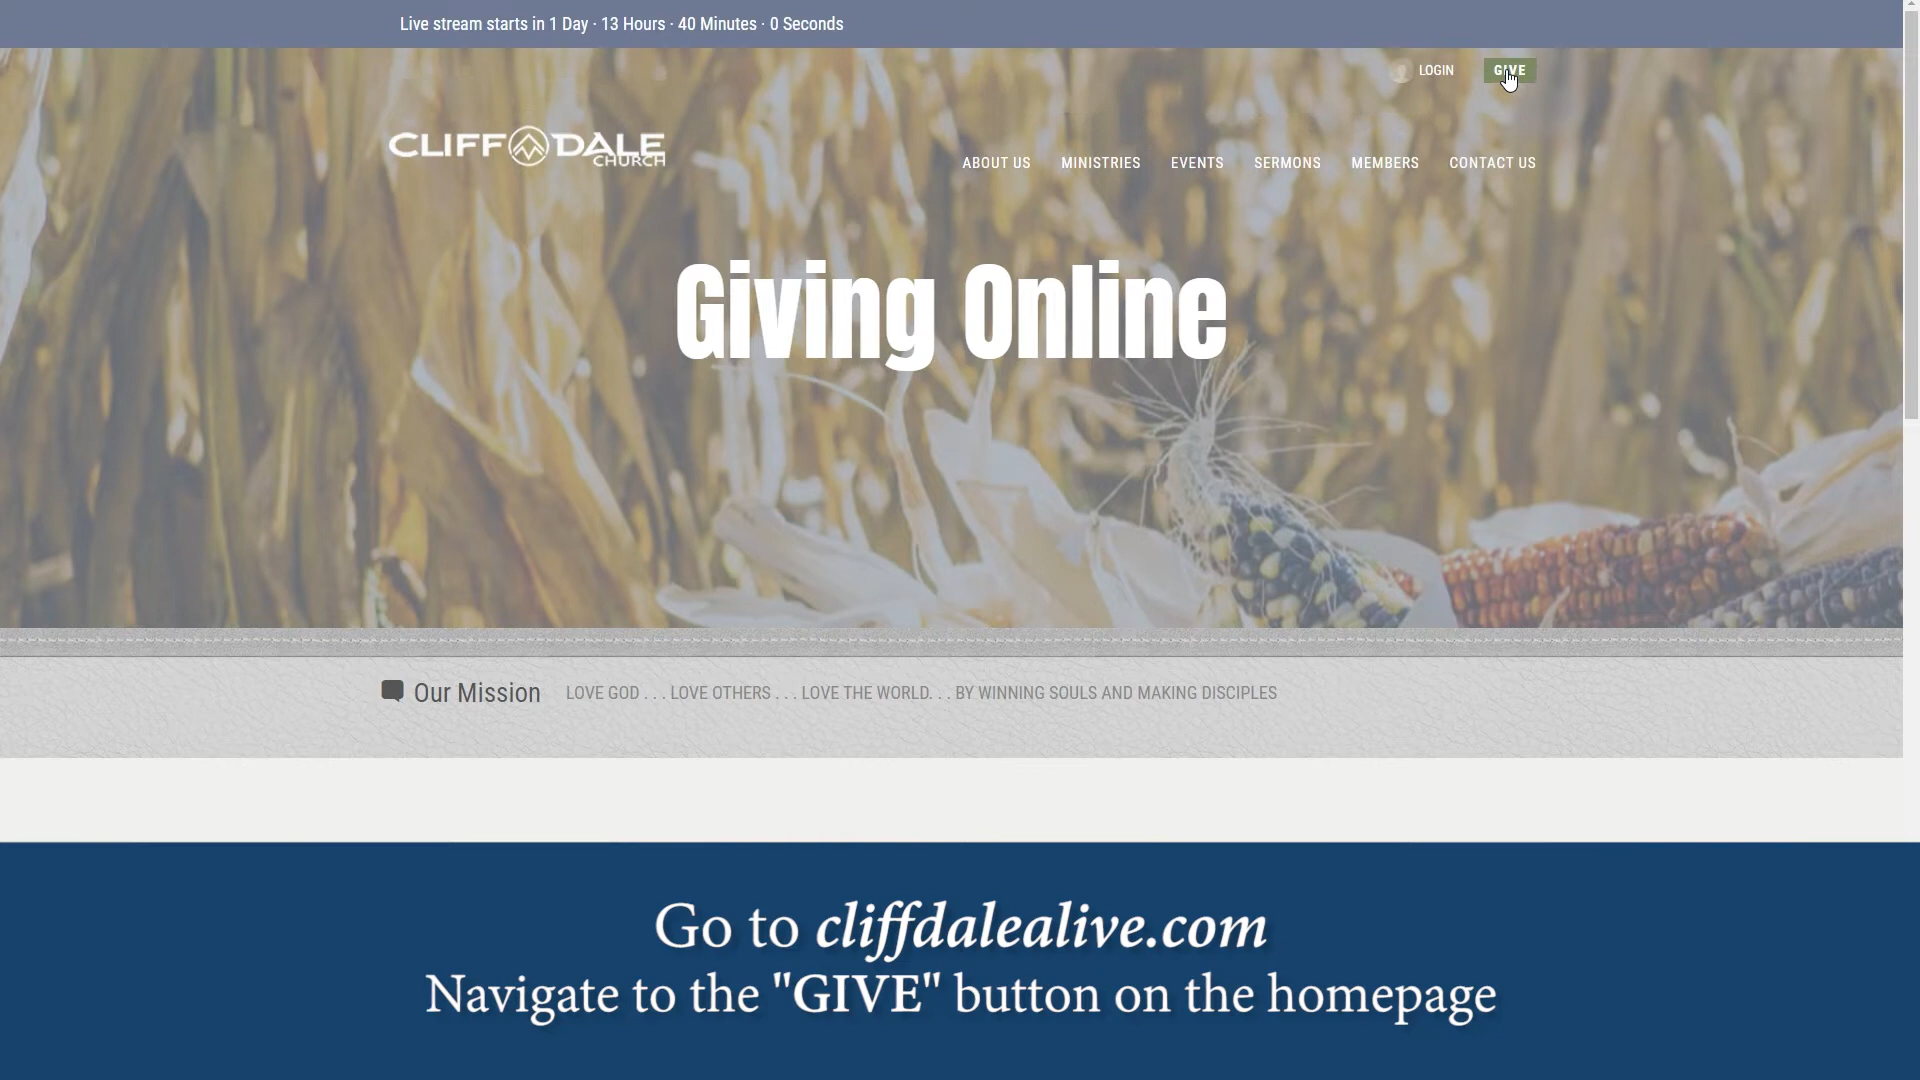 Live stream starts in 1 Day · 13 Hours · 40 Minutes · 0 Seconds
LOGIN
GIVE
CLIFFDALE
CHURCH
ABOUT US MINISTRIES EVENTS SERMONS MEMBERS CONTACT US
Giving Online
Our Mission LOVE GOD . . . LOVE OTHERS . . . LOVE THE WORLD. . . BY WINNING SOULS AND MAKING DISCIPLES
Go to cliffdalealive.com
Navigate to the "GIVE" button on the homepage